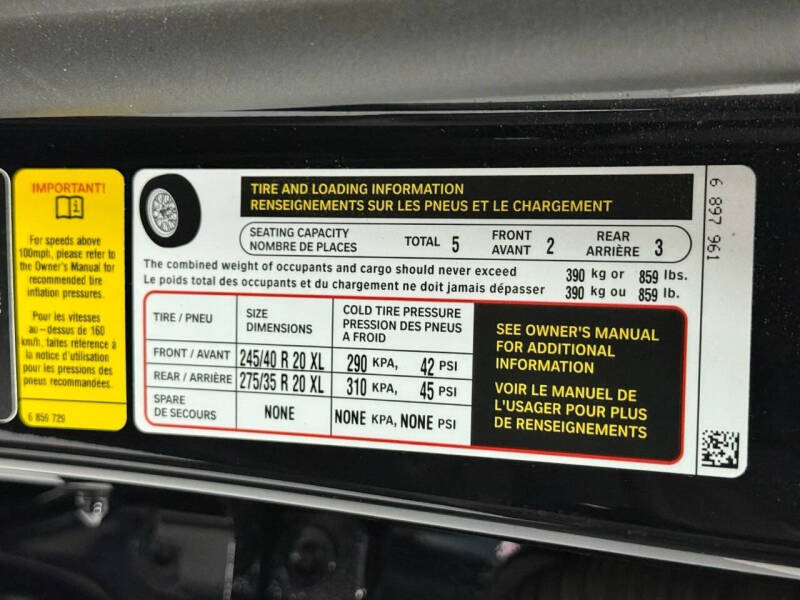 IMPORTANT!
For speeds above
100mph, please refer to
the Owner's Manual for
recommended tire
inflation pressures.
Pour les vitesses
au-dessus de 160
km/h, faites référence à
la notice d'utilisation
pour les pressions des
pneus recommandées.
6 856 729
TIRE AND LOADING INFORMATION
RENSEIGNEMENTS SUR LES PNEUS ET LE CHARGEMENT
SEATING CAPACITY
NOMBRE DE PLACES
TOTAL 5
FRONT
AVANT 2
REAR
ARRIÈRE 3
The combined weight of occupants and cargo should never exceed 390 kg or 859 lbs.
Le poids total des occupants et du chargement ne doit jamais dépasser 390 kg ou 859 lb.
TIRE / PNEU
SIZE
DIMENSIONS
COLD TIRE PRESSURE
PRESSION DES PNEUS
A FROID
FRONT / AVANT 245/40 R 20 XL 290 KPA, 42 PSI
REAR / ARRIÈRE 275/35 R 20 XL 310 KPA, 45 PSI
SPARE
DE SECOURS
NONE
NONE KPA, NONE PSI
SEE OWNER'S MANUAL
FOR ADDITIONAL
INFORMATION
VOIR LE MANUEL DE
L'USAGER POUR PLUS
DE RENSEIGNEMENTS
6 897 961